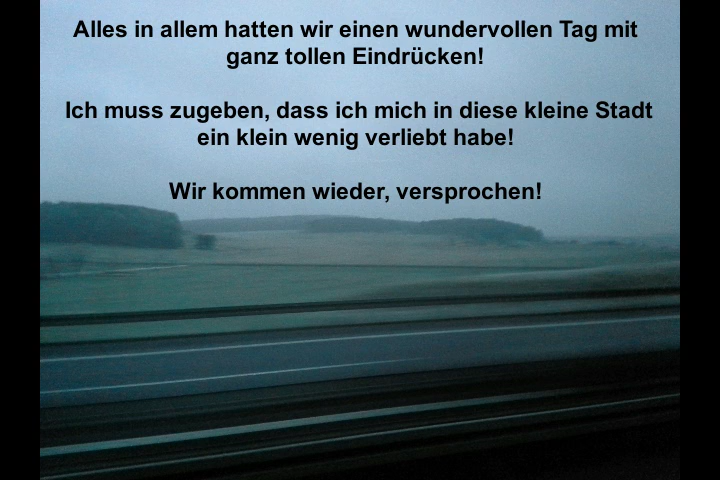 Alles in allem hatten wir einen wundervollen Tag mit
ganz tollen Eindrücken!
Ich muss zugeben, dass ich mich in diese kleine Stadt
ein klein wenig verliebt habe!
Wir kommen wieder, versprochen!